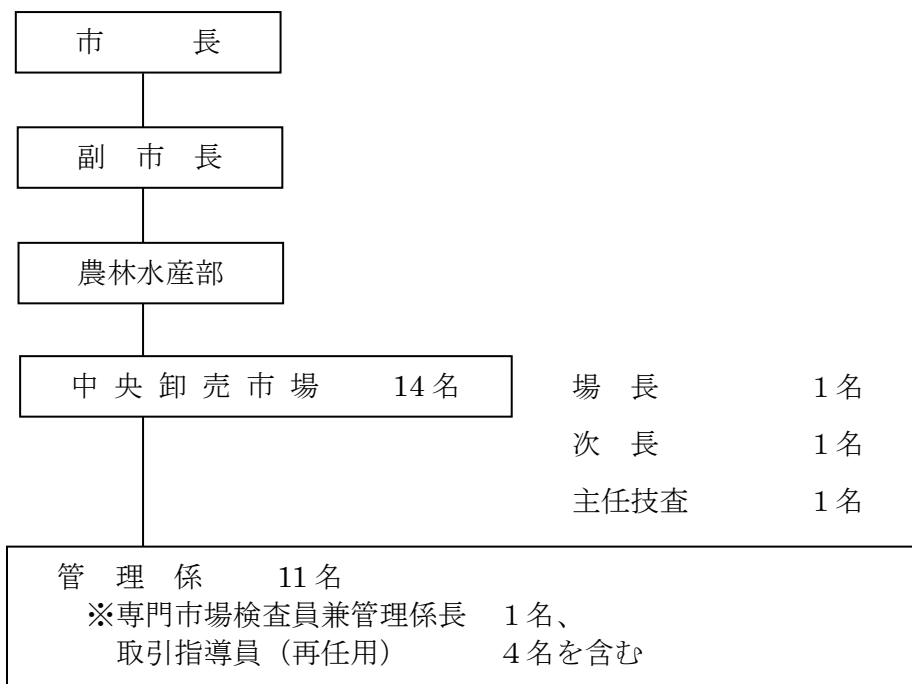 市　　　長
副　市　長
農林水産部
中 央 卸 売 市 場　　14名　　場　長　　　　1名
次　長　　　　1名
主任技査　　　1名
管　理　係　　11名
※専門市場検査員兼管理係長　1名、
取引指導員（再任用）　　　4名を含む